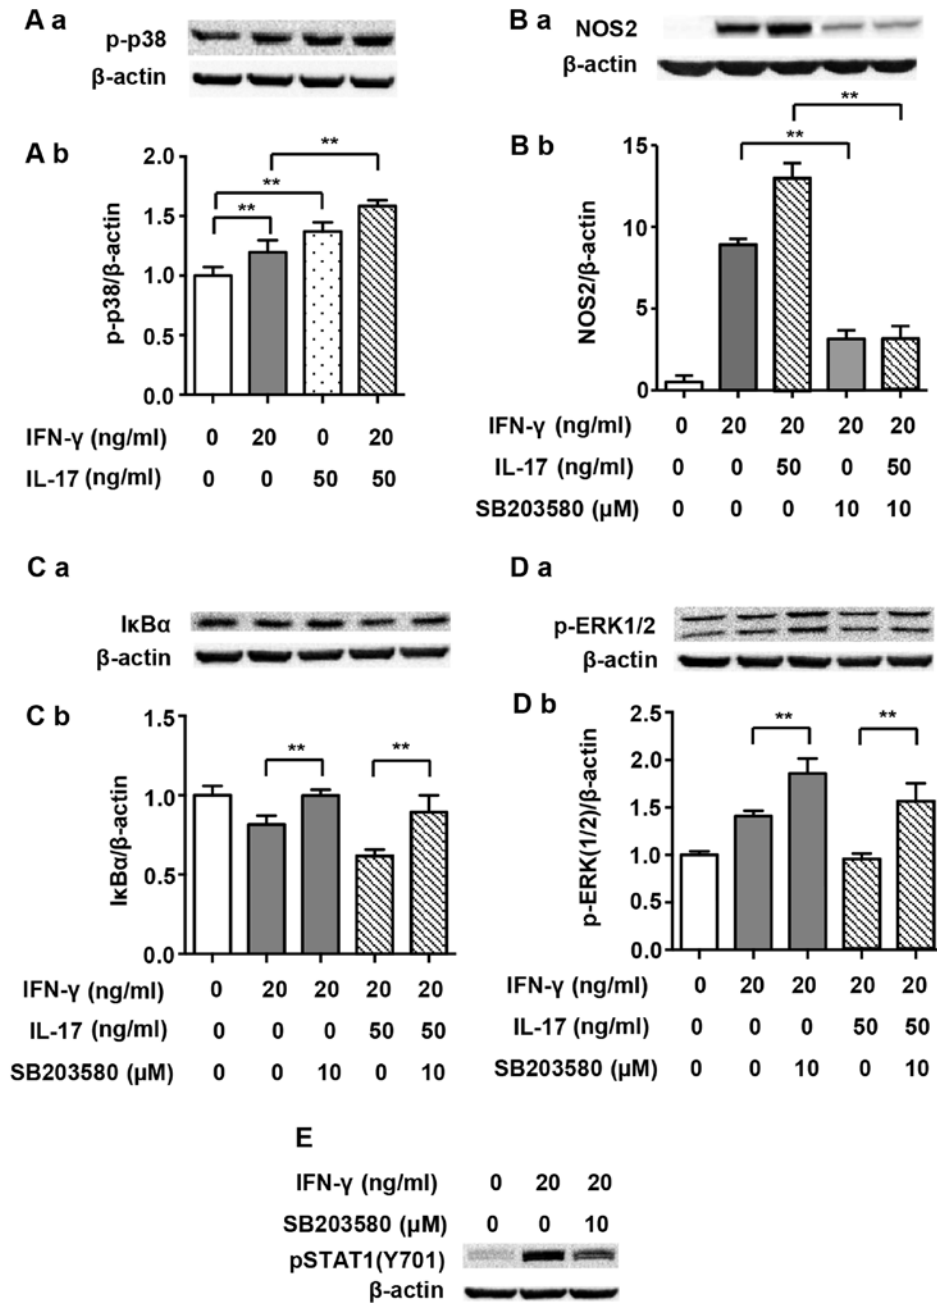 A a
p-p38
β-actin
A b
p-p38/β-actin
2.0
1.5
1.0
0.5
0.0
**
**
**
IFN-γ (ng/ml) 0 20 0 20
IL-17 (ng/ml) 0 0 50 50
B a
NOS2
β-actin
B b
NOS2/β-actin
15
10
5
0
**
**
IFN-γ (ng/ml) 0 20 20 20 20
IL-17 (ng/ml) 0 0 50 0 50
SB203580 (μM) 0 0 0 10 10
C a
IκBα
β-actin
C b
IκBα/β-actin
1.5
1.0
0.5
0.0
**
**
IFN-γ (ng/ml) 0 20 20 20 20
IL-17 (ng/ml) 0 0 0 50 50
SB203580 (μM) 0 0 10 0 10
D a
p-ERK1/2
β-actin
D b
p-ERK(1/2)/β-actin
2.5
2.0
1.5
1.0
0.5
0.0
**
**
IFN-γ (ng/ml) 0 20 20 20 20
IL-17 (ng/ml) 0 0 0 50 50
SB203580 (μM) 0 0 10 0 10
E
IFN-γ (ng/ml) 0 20 20
SB203580 (μM) 0 0 10
pSTAT1(Y701)
β-actin